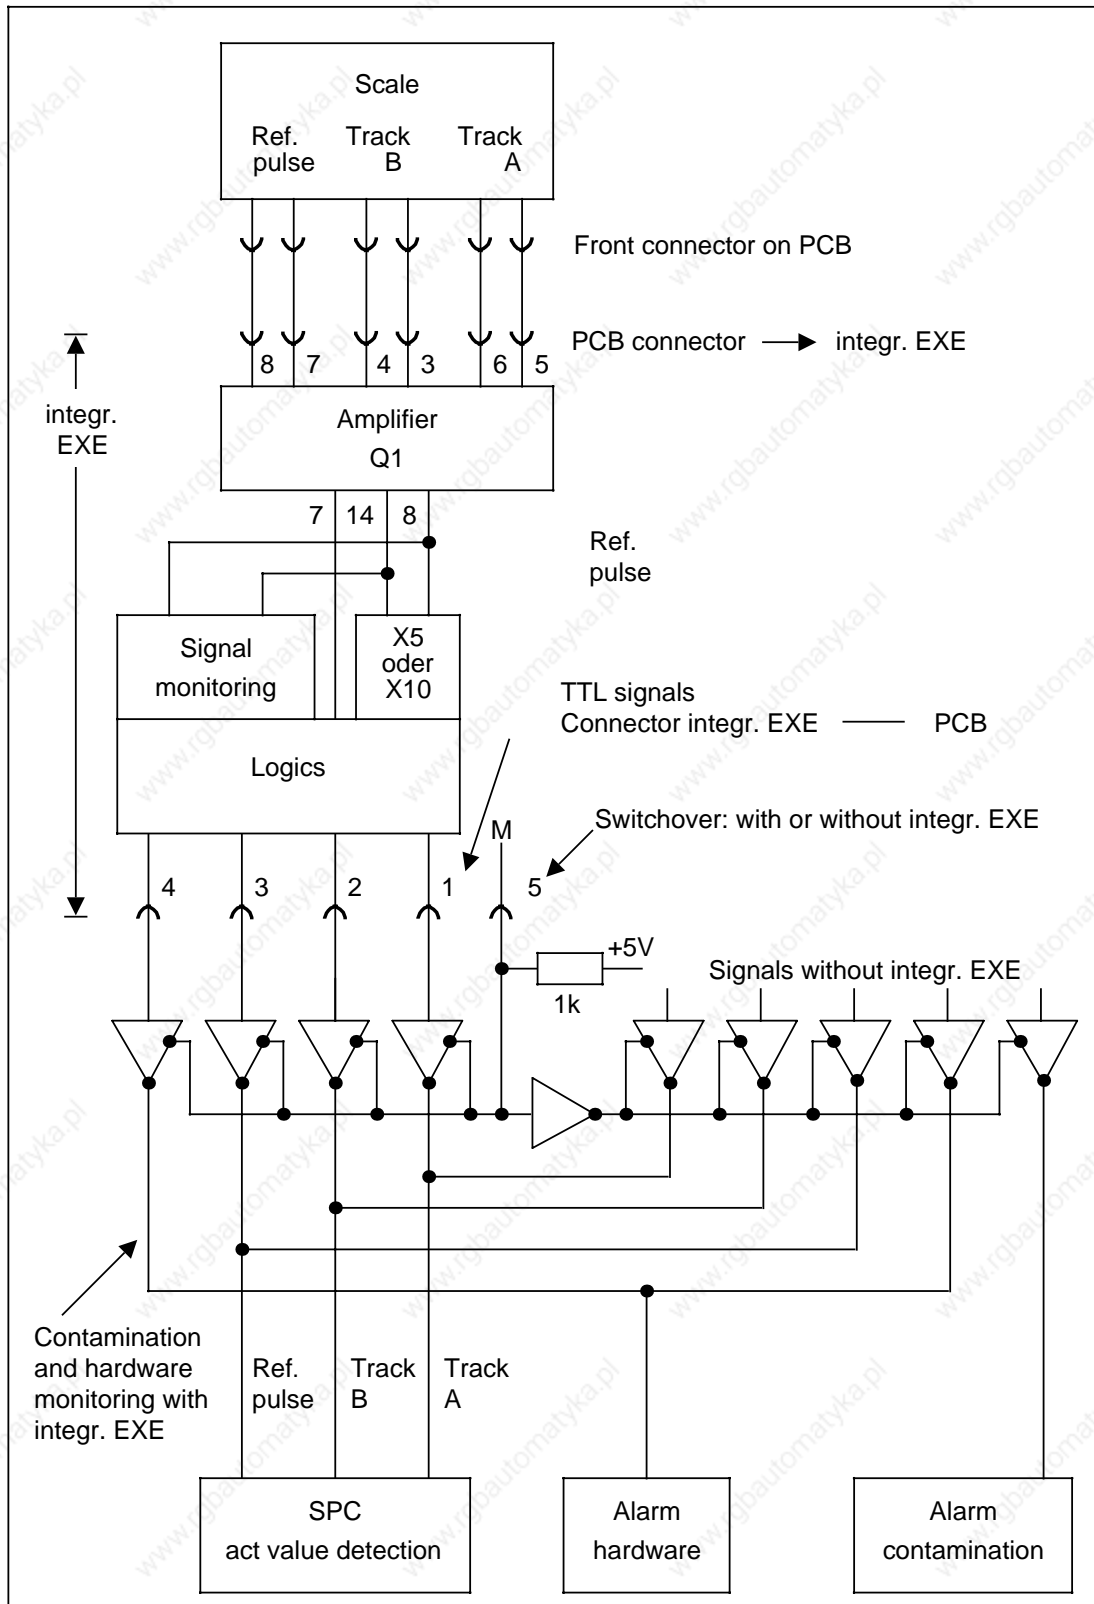 Scale
Ref. Track Track
pulse B A
Front connector on PCB
PCB connector integr. EXE
8 7 4 3 6 5
integr.
EXE
Amplifier
Q1
7 14 8
Ref.
pulse
Signal
monitoring
X5
oder
X10
TTL signals
Connector integr. EXE PCB
Logics
Switchover: with or without integr. EXE
M
4 3 2 1 5
+5V
1k
Signals without integr. EXE
Contamination
and hardware
monitoring with
integr. EXE
Ref. Track Track
pulse B A
SPC
act value detection
Alarm
hardware
Alarm
contamination
www.rgbautomatyka.pl